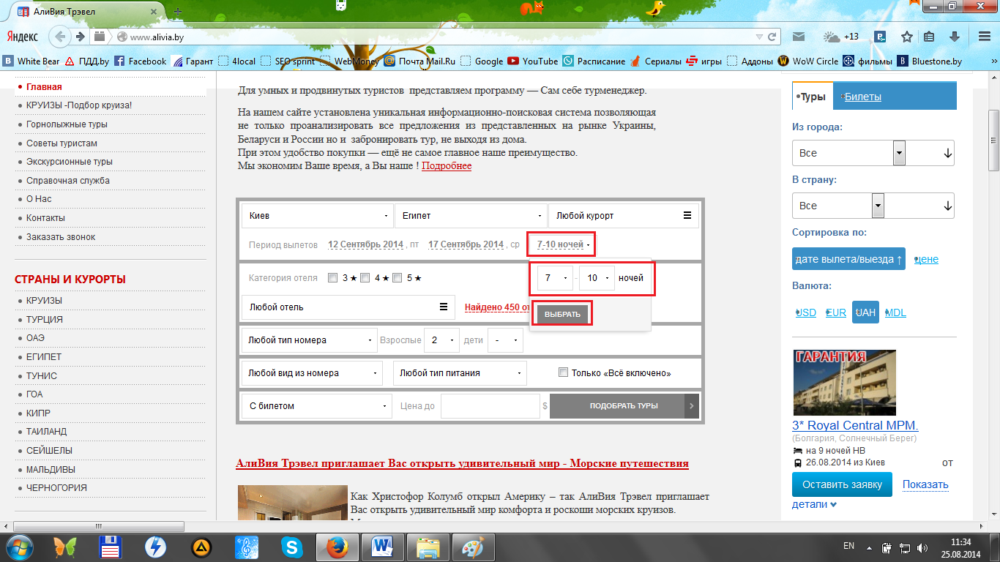 АлиВия Трэвел
Яндекс
www.alivia.by
+13
White Bear
ПДД.by
Facebook
Гарант
4local
SEO sprint
WebMoney
Почта Mail.Ru
Google
YouTube
Расписание
Сериалы
игры
Аддоны
WoW Circle
фильмы
Bluestone.by
Главная
КРУИЗЫ -Подбор круиза!
Горнолыжные туры
Советы туристам
Экскурсионные туры
Справочная служба
О Нас
Контакты
Заказать звонок
СТРАНЫ И КУРОРТЫ
КРУИЗЫ
ТУРЦИЯ
ОАЭ
ЕГИПЕТ
ТУНИС
ГОА
КИПР
ТАИЛАНД
СЕЙШЕЛЫ
МАЛЬДИВЫ
ЧЕРНОГОРИЯ
Для умных и продвинутых туристов представляем программу — Сам себе турменеджер.
На нашем сайте установлена уникальная информационно-поисковая система позволяющая
не только проанализировать все предложения из представленных на рынке Украины,
Беларуси и России но и забронировать тур, не выходя из дома.
При этом удобство покупки — ещё не самое главное наше преимущество.
Мы экономим Ваше время, а Вы наше ! Подробнее
Киев
Египет
Любой курорт
Период вылетов 12 Сентябрь 2014 , пт 17 Сентябрь 2014 , ср 7-10 ночей
Категория отеля 3 ★ 4 ★ 5 ★
7 - 10 ночей
Любой отель
Найдено 450 от
ВЫБРАТЬ
Любой тип номера Взрослые 2 дети -
Любой вид из номера
Любой тип питания
Только «Всё включено»
С билетом
Цена до $
ПОДОБРАТЬ ТУРЫ
АлиВия Трэвел приглашает Вас открыть удивительный мир - Морские путешествия
Как Христофор Колумб открыл Америку – так АлиВия Трэвел приглашает
Вас открыть удивительный мир комфорта и роскоши морских круизов.
Туры
Билеты
Из города:
Все
В страну:
Все
Сортировка по:
дате вылета/выезда ↑ цене
Валюта:
USD EUR UAH MDL
ГАРАНТИЯ
3* Royal Central МРМ.
(Болгария, Солнечный Берег)
на 9 ночей HB
26.08.2014 из Киев
от
Оставить заявку
Показать
детали
EN
11:34
25.08.2014